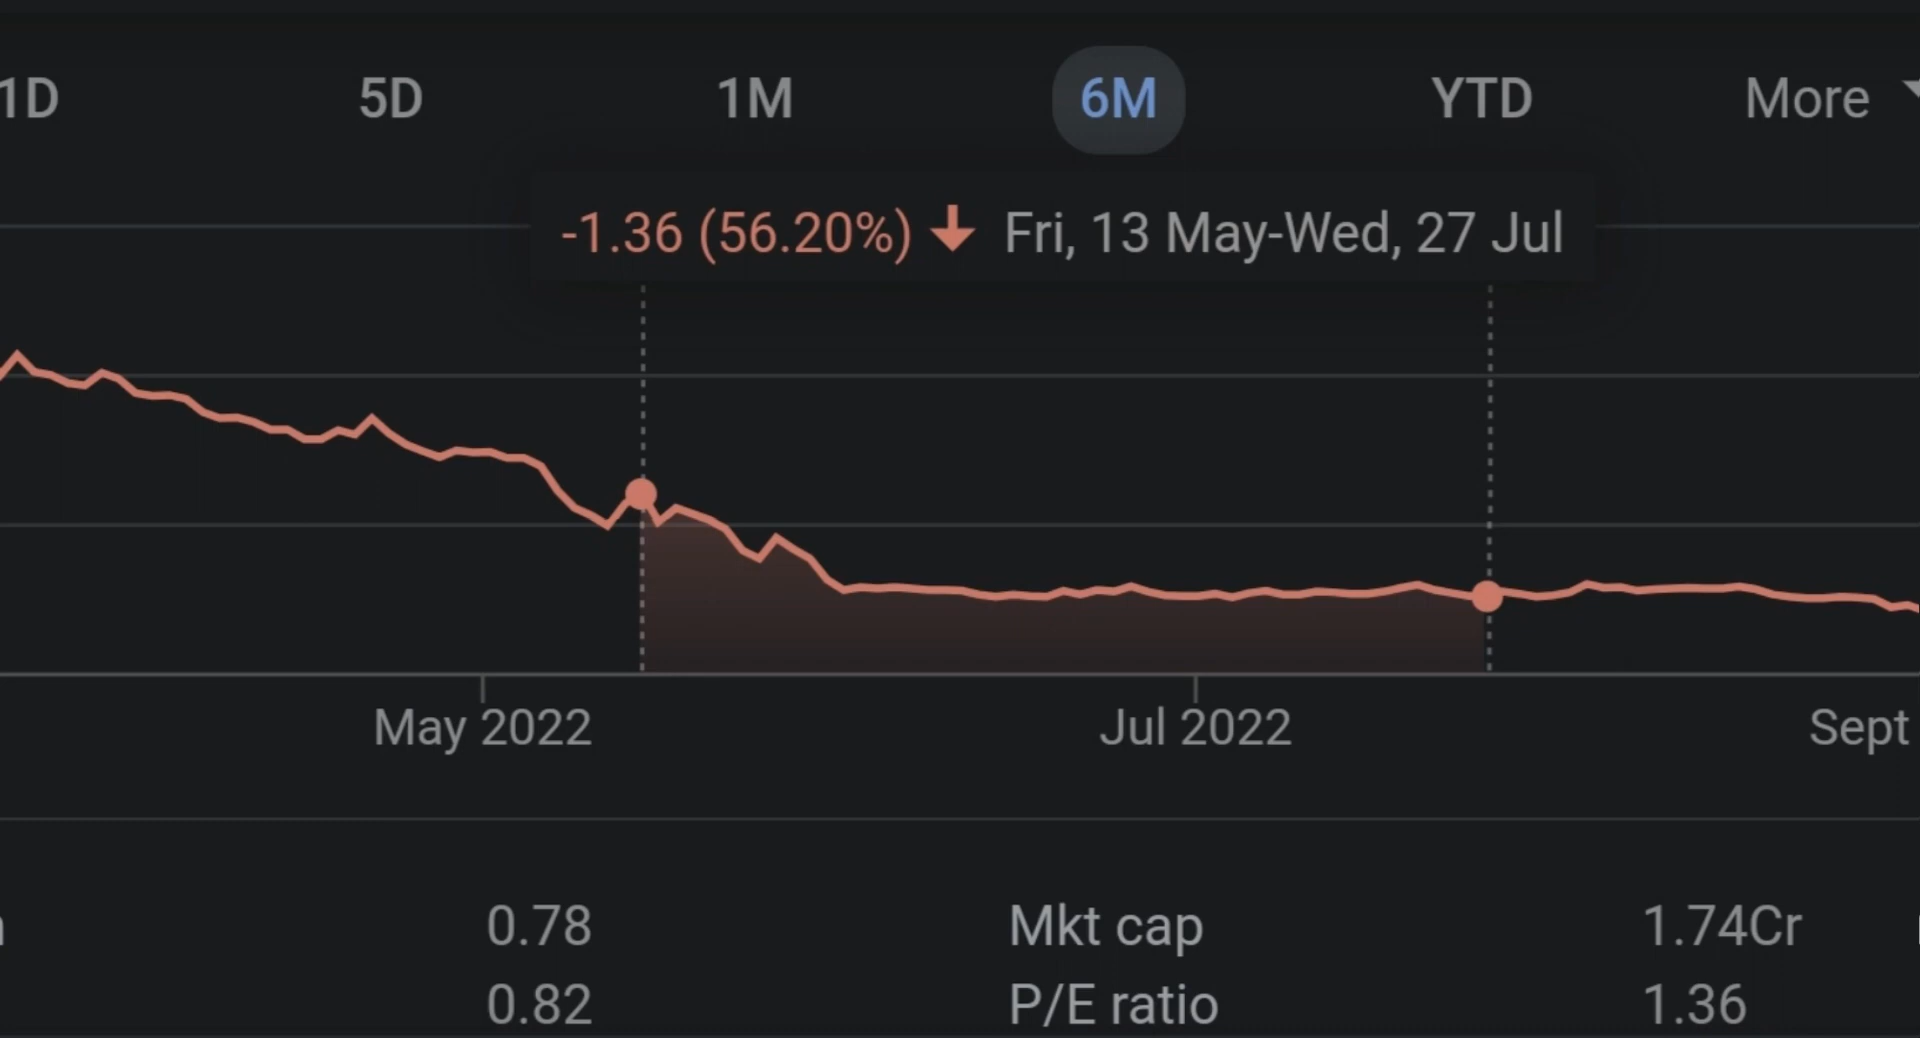 1D 5D 1M 6M YTD More
-1.36 (56.20%) Fri, 13 May-Wed, 27 Jul
May 2022 Jul 2022 Sept
0.78 Mkt cap 1.74Cr
0.82 P/E ratio 1.36